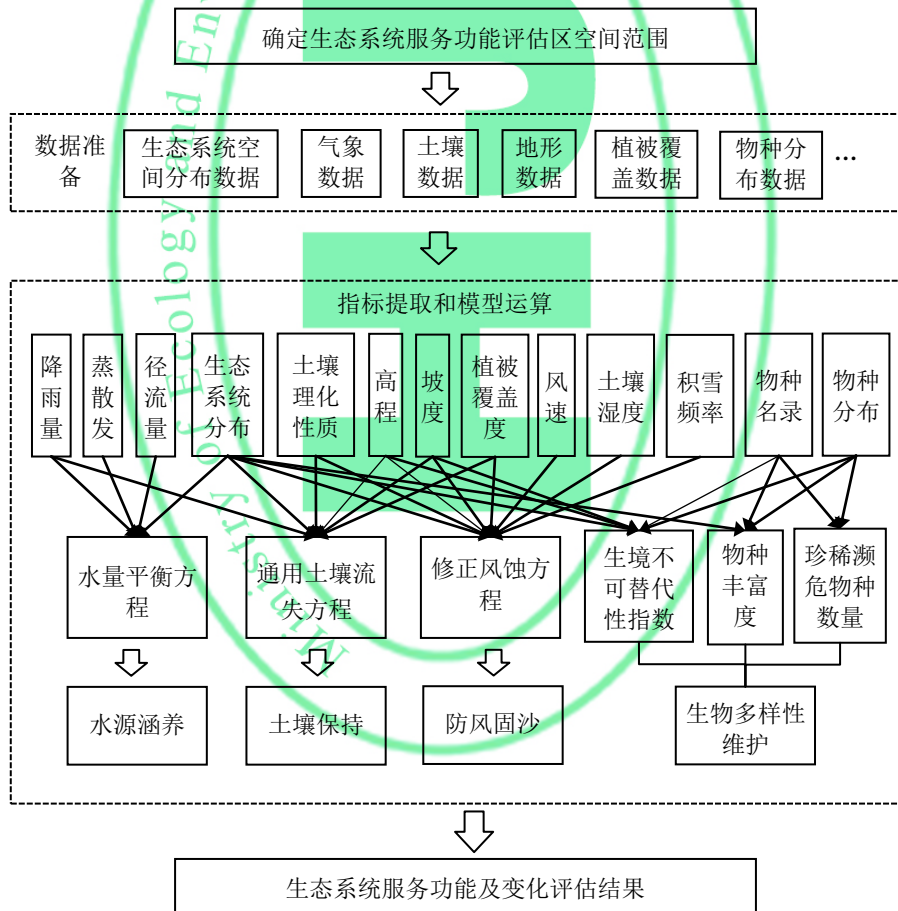 确定生态系统服务功能评估区空间范围
数据准
备
生态系统空
间分布数据
气象
数据
土壤
数据
地形
数据
植被覆
盖数据
物种分
布数据
…
指标提取和模型运算
降
雨
量
蒸
散
发
径
流
量
生态
系统
分布
土壤
理化
性质
高
程
坡
度
植被
覆盖
度
风
速
土壤
湿度
积雪
频率
物种
名录
物种
分布
水量平衡方
程
通用土壤流
失方程
修正风蚀方
程
生境不
可替代
性指数
物种
丰富
度
珍稀濒
危物种
数量
水源涵养
土壤保持
防风固沙
生物多样性
维护
生态系统服务功能及变化评估结果
Ministry of Ecology and Env